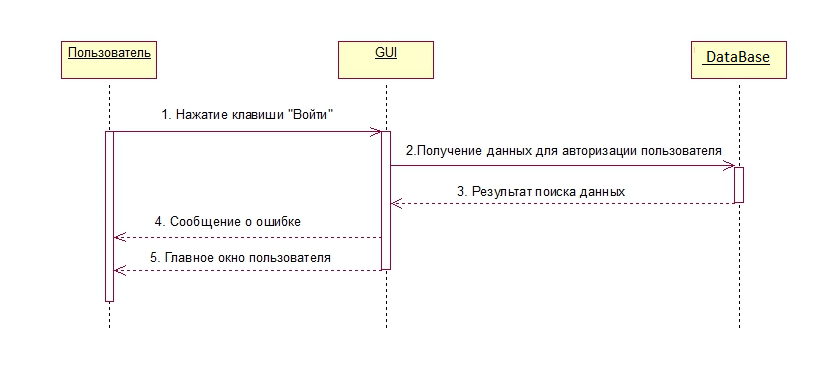 Пользователь
GUI
DataBase
1. Нажатие клавиши "Войти"
2.Получение данных для авторизации пользователя
3. Результат поиска данных
4. Сообщение о ошибке
5. Главное окно пользователя